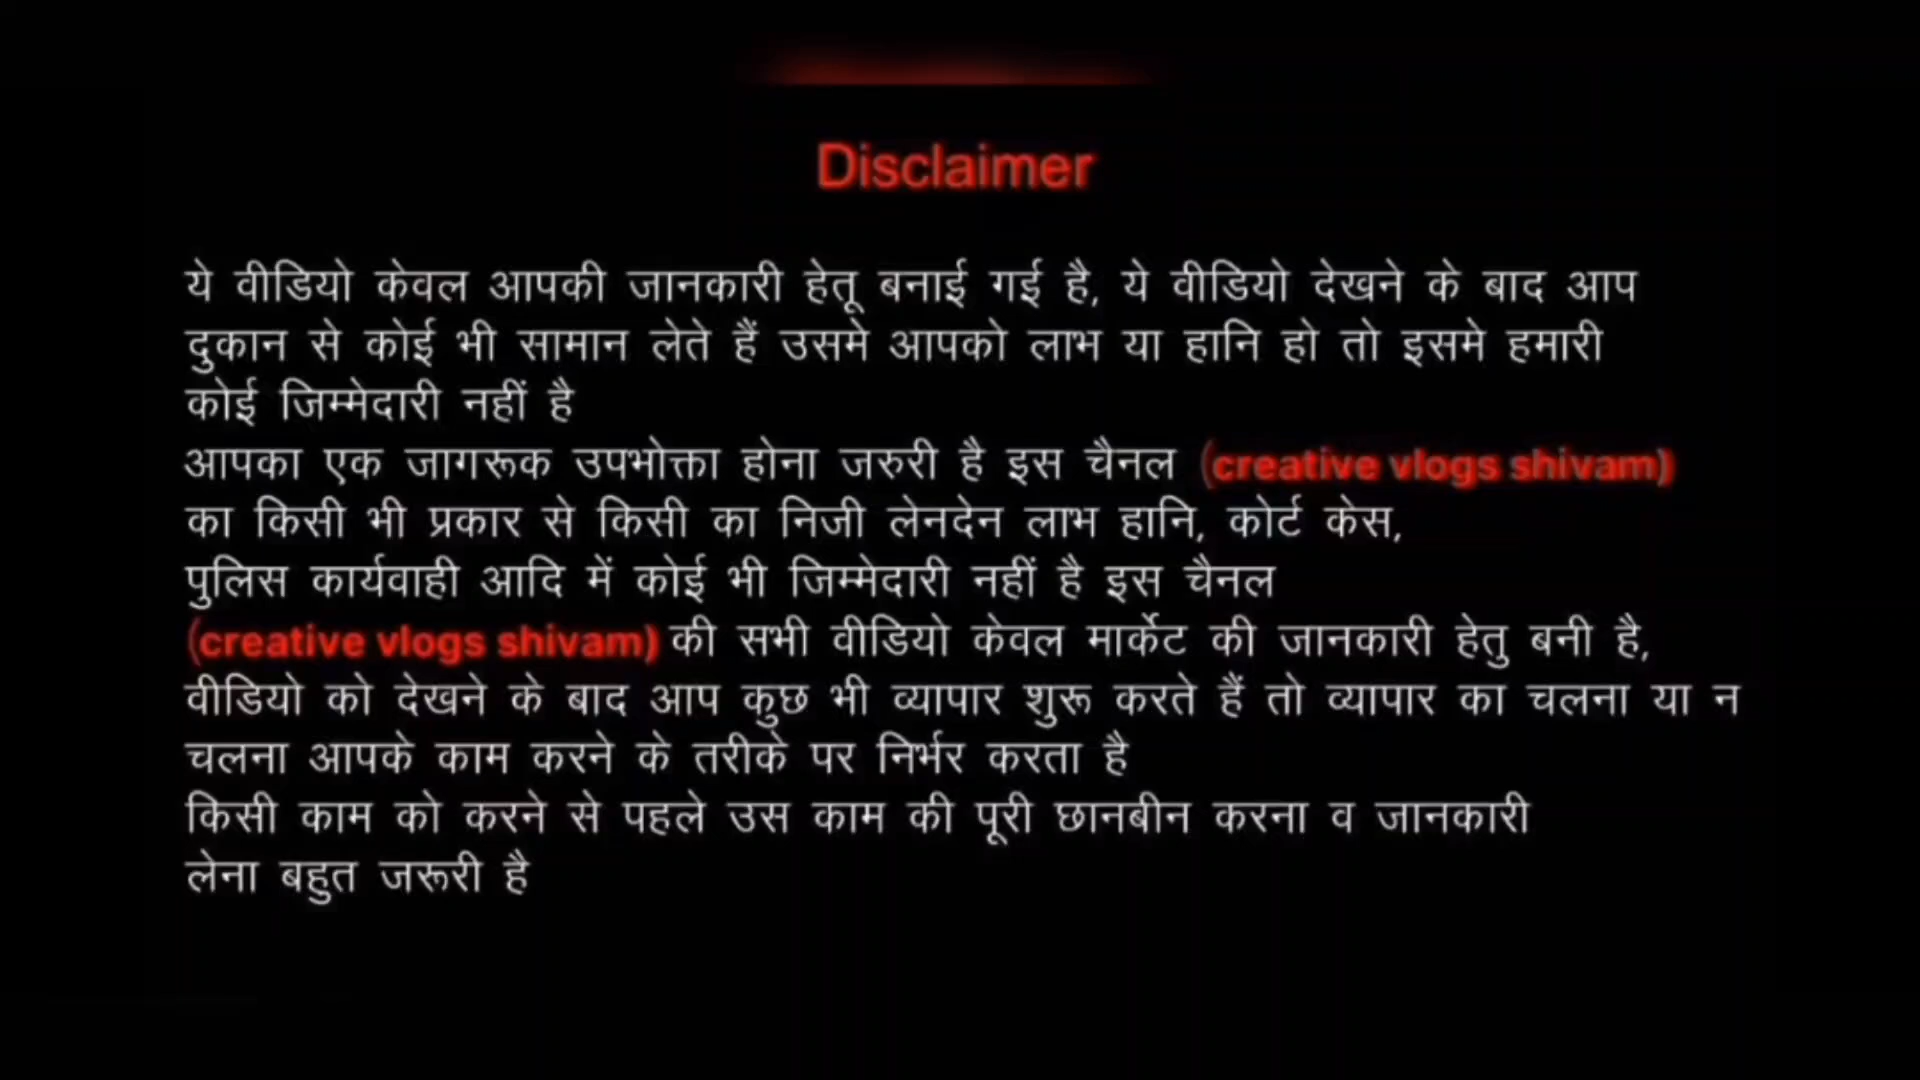 Disclaimer
ये वीडियो केवल आपकी जानकारी हेतू बनाई गई है, ये वीडियो देखने के बाद आप
दुकान से कोई भी सामान लेते हैं उसमे आपको लाभ या हानि हो तो इसमे हमारी
कोई जिम्मेदारी नहीं है
आपका एक जागरूक उपभोक्ता होना जरुरी है इस चैनल (creative vlogs shivam)
का किसी भी प्रकार से किसी का निजी लेनदेन लाभ हानि, कोर्ट केस,
पुलिस कार्यवाही आदि में कोई भी जिम्मेदारी नहीं है इस चैनल
(creative vlogs shivam) की सभी वीडियो केवल मार्केट की जानकारी हेतु बनी है,
वीडियो को देखने के बाद आप कुछ भी व्यापार शुरू करते हैं तो व्यापार का चलना या न
चलना आपके काम करने के तरीके पर निर्भर करता है
किसी काम को करने से पहले उस काम की पूरी छानबीन करना व जानकारी
लेना बहुत जरूरी है